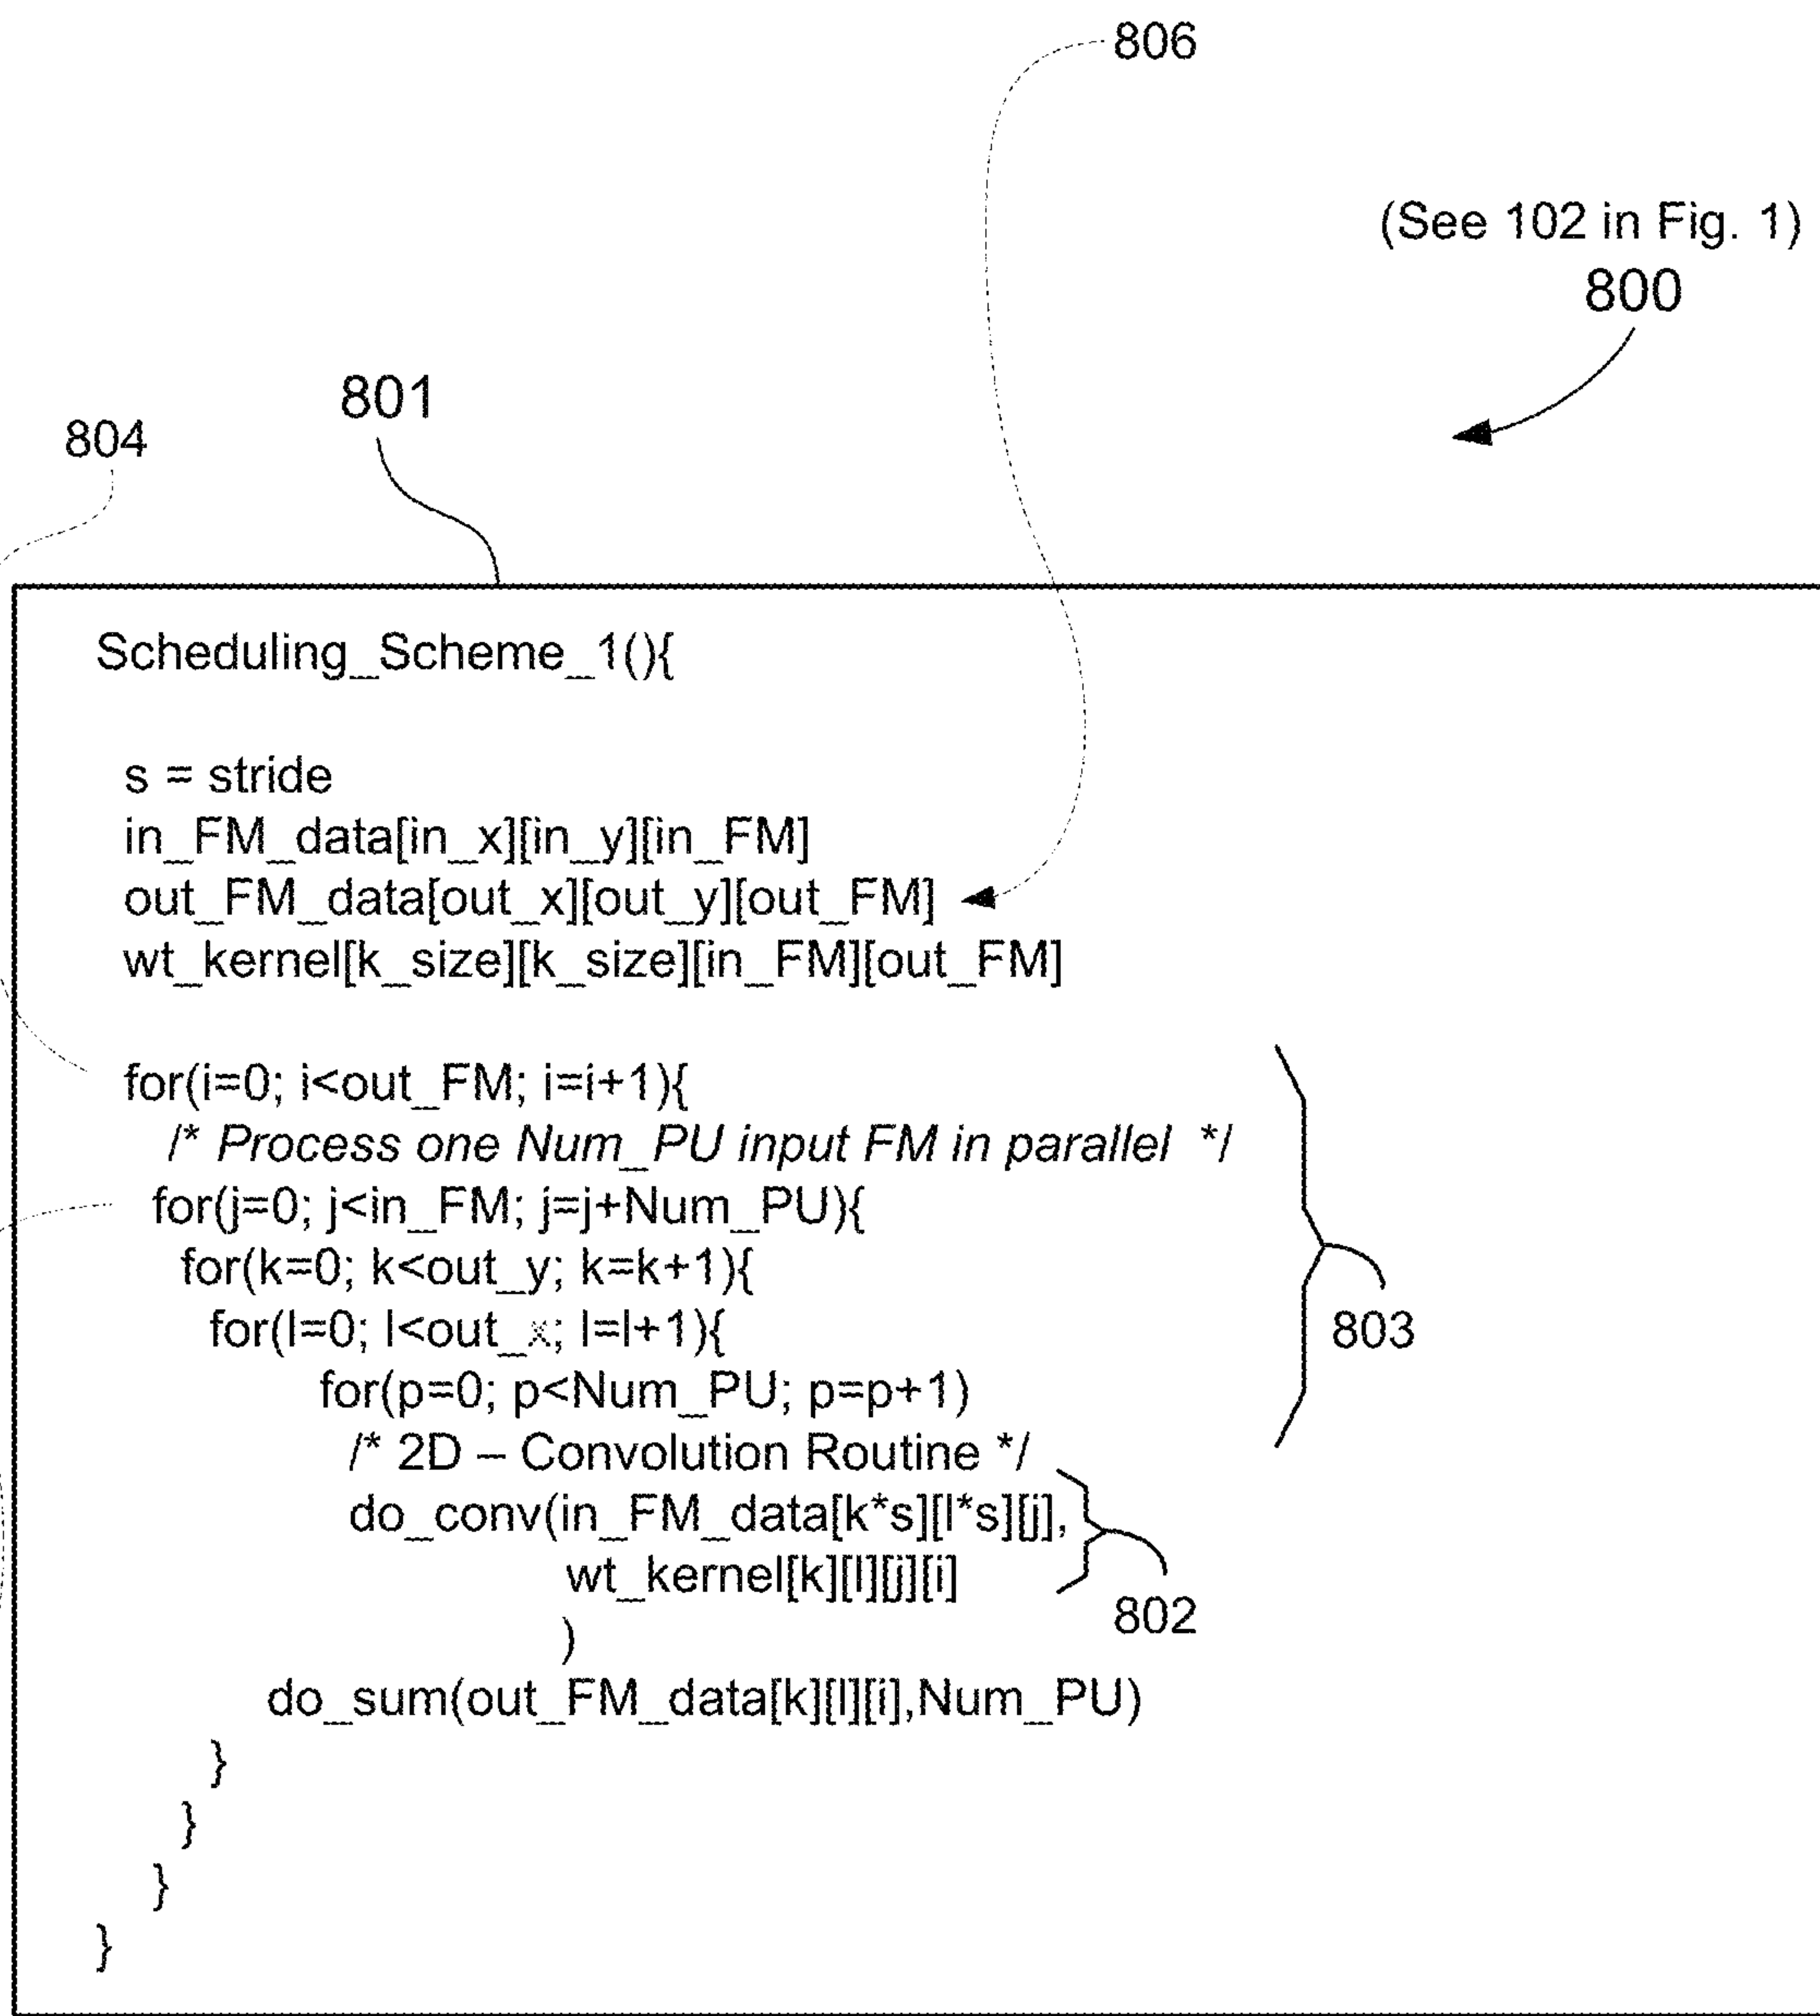 806
(See 102 in Fig. 1)
800
801
804
Scheduling_Scheme_1(){
s = stride
in_FM_data[in_x][in_y][in_FM]
out_FM_data[out_x][out_y][out_FM]
wt_kernel[k_size][k_size][in_FM][out_FM]
for(i=0; i<out_FM; i=i+1){
/* Process one Num_PU input FM in parallel */
for(j=0; j<in_FM; j=j+Num_PU){
for(k=0; k<out_y; k=k+1){
for(l=0; l<out_x; l=l+1){
803
for(p=0; p<Num_PU; p=p+1)
/* 2D – Convolution Routine */
do_conv(in_FM_data[k*s][l*s][j],
wt_kernel[k][l][j][i]
802
)
do_sum(out_FM_data[k][l][i],Num_PU)
}
}
}
}